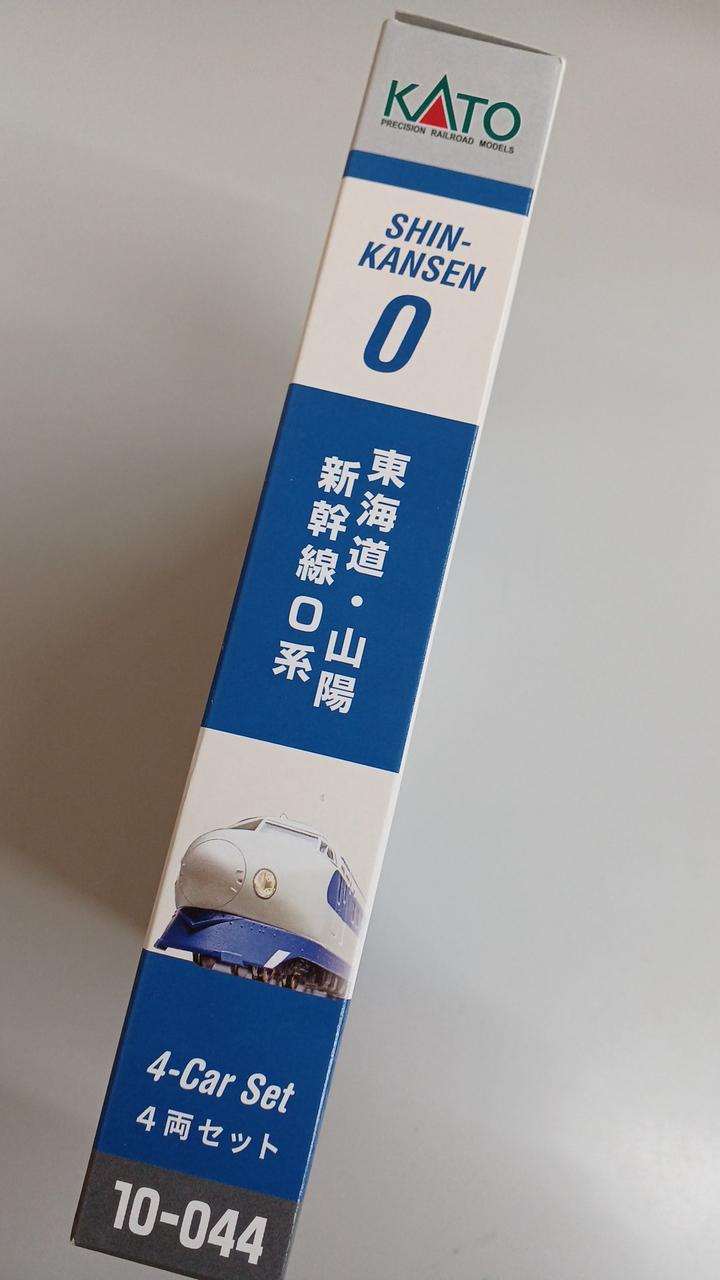 KATO
PRECISION RAILROAD MODELS
SHIN-
KANSEN
0
東海道・山陽
新幹線0系
4-Car Set
4両セット
10-044